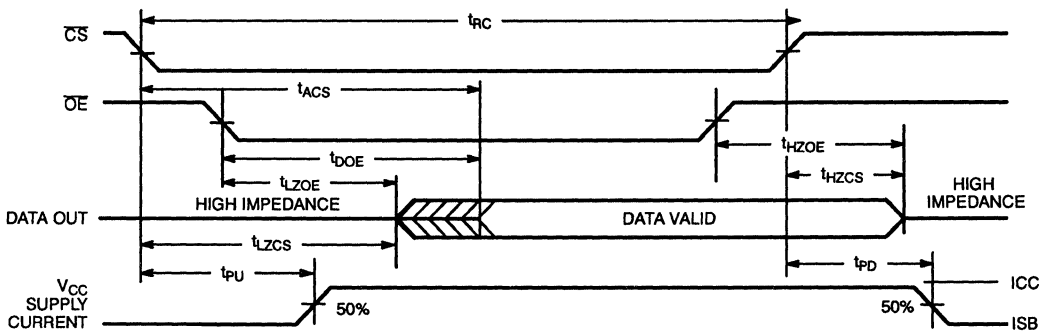 tRC
CS
tACS
OE
tHZOE
tDOE
tLZOE
tHZCS
HIGH IMPEDANCE
HIGH
IMPEDANCE
DATA OUT
DATA VALID
tLZCS
tPU
tPD
VCC
SUPPLY
CURRENT
50%
50%
ICC
ISB